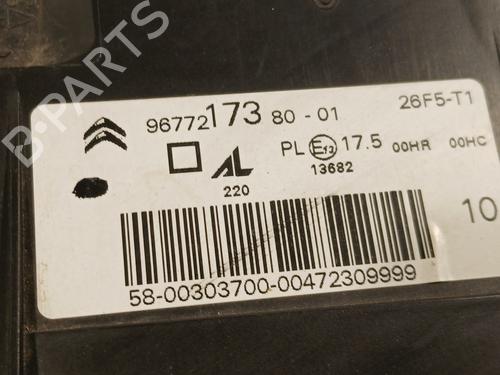 96772173 80 - 01 26F5-T1
AL PL E13 17.5 00HR 00HC
220 13682
10
58-00303700-00472309999
B-PARTS